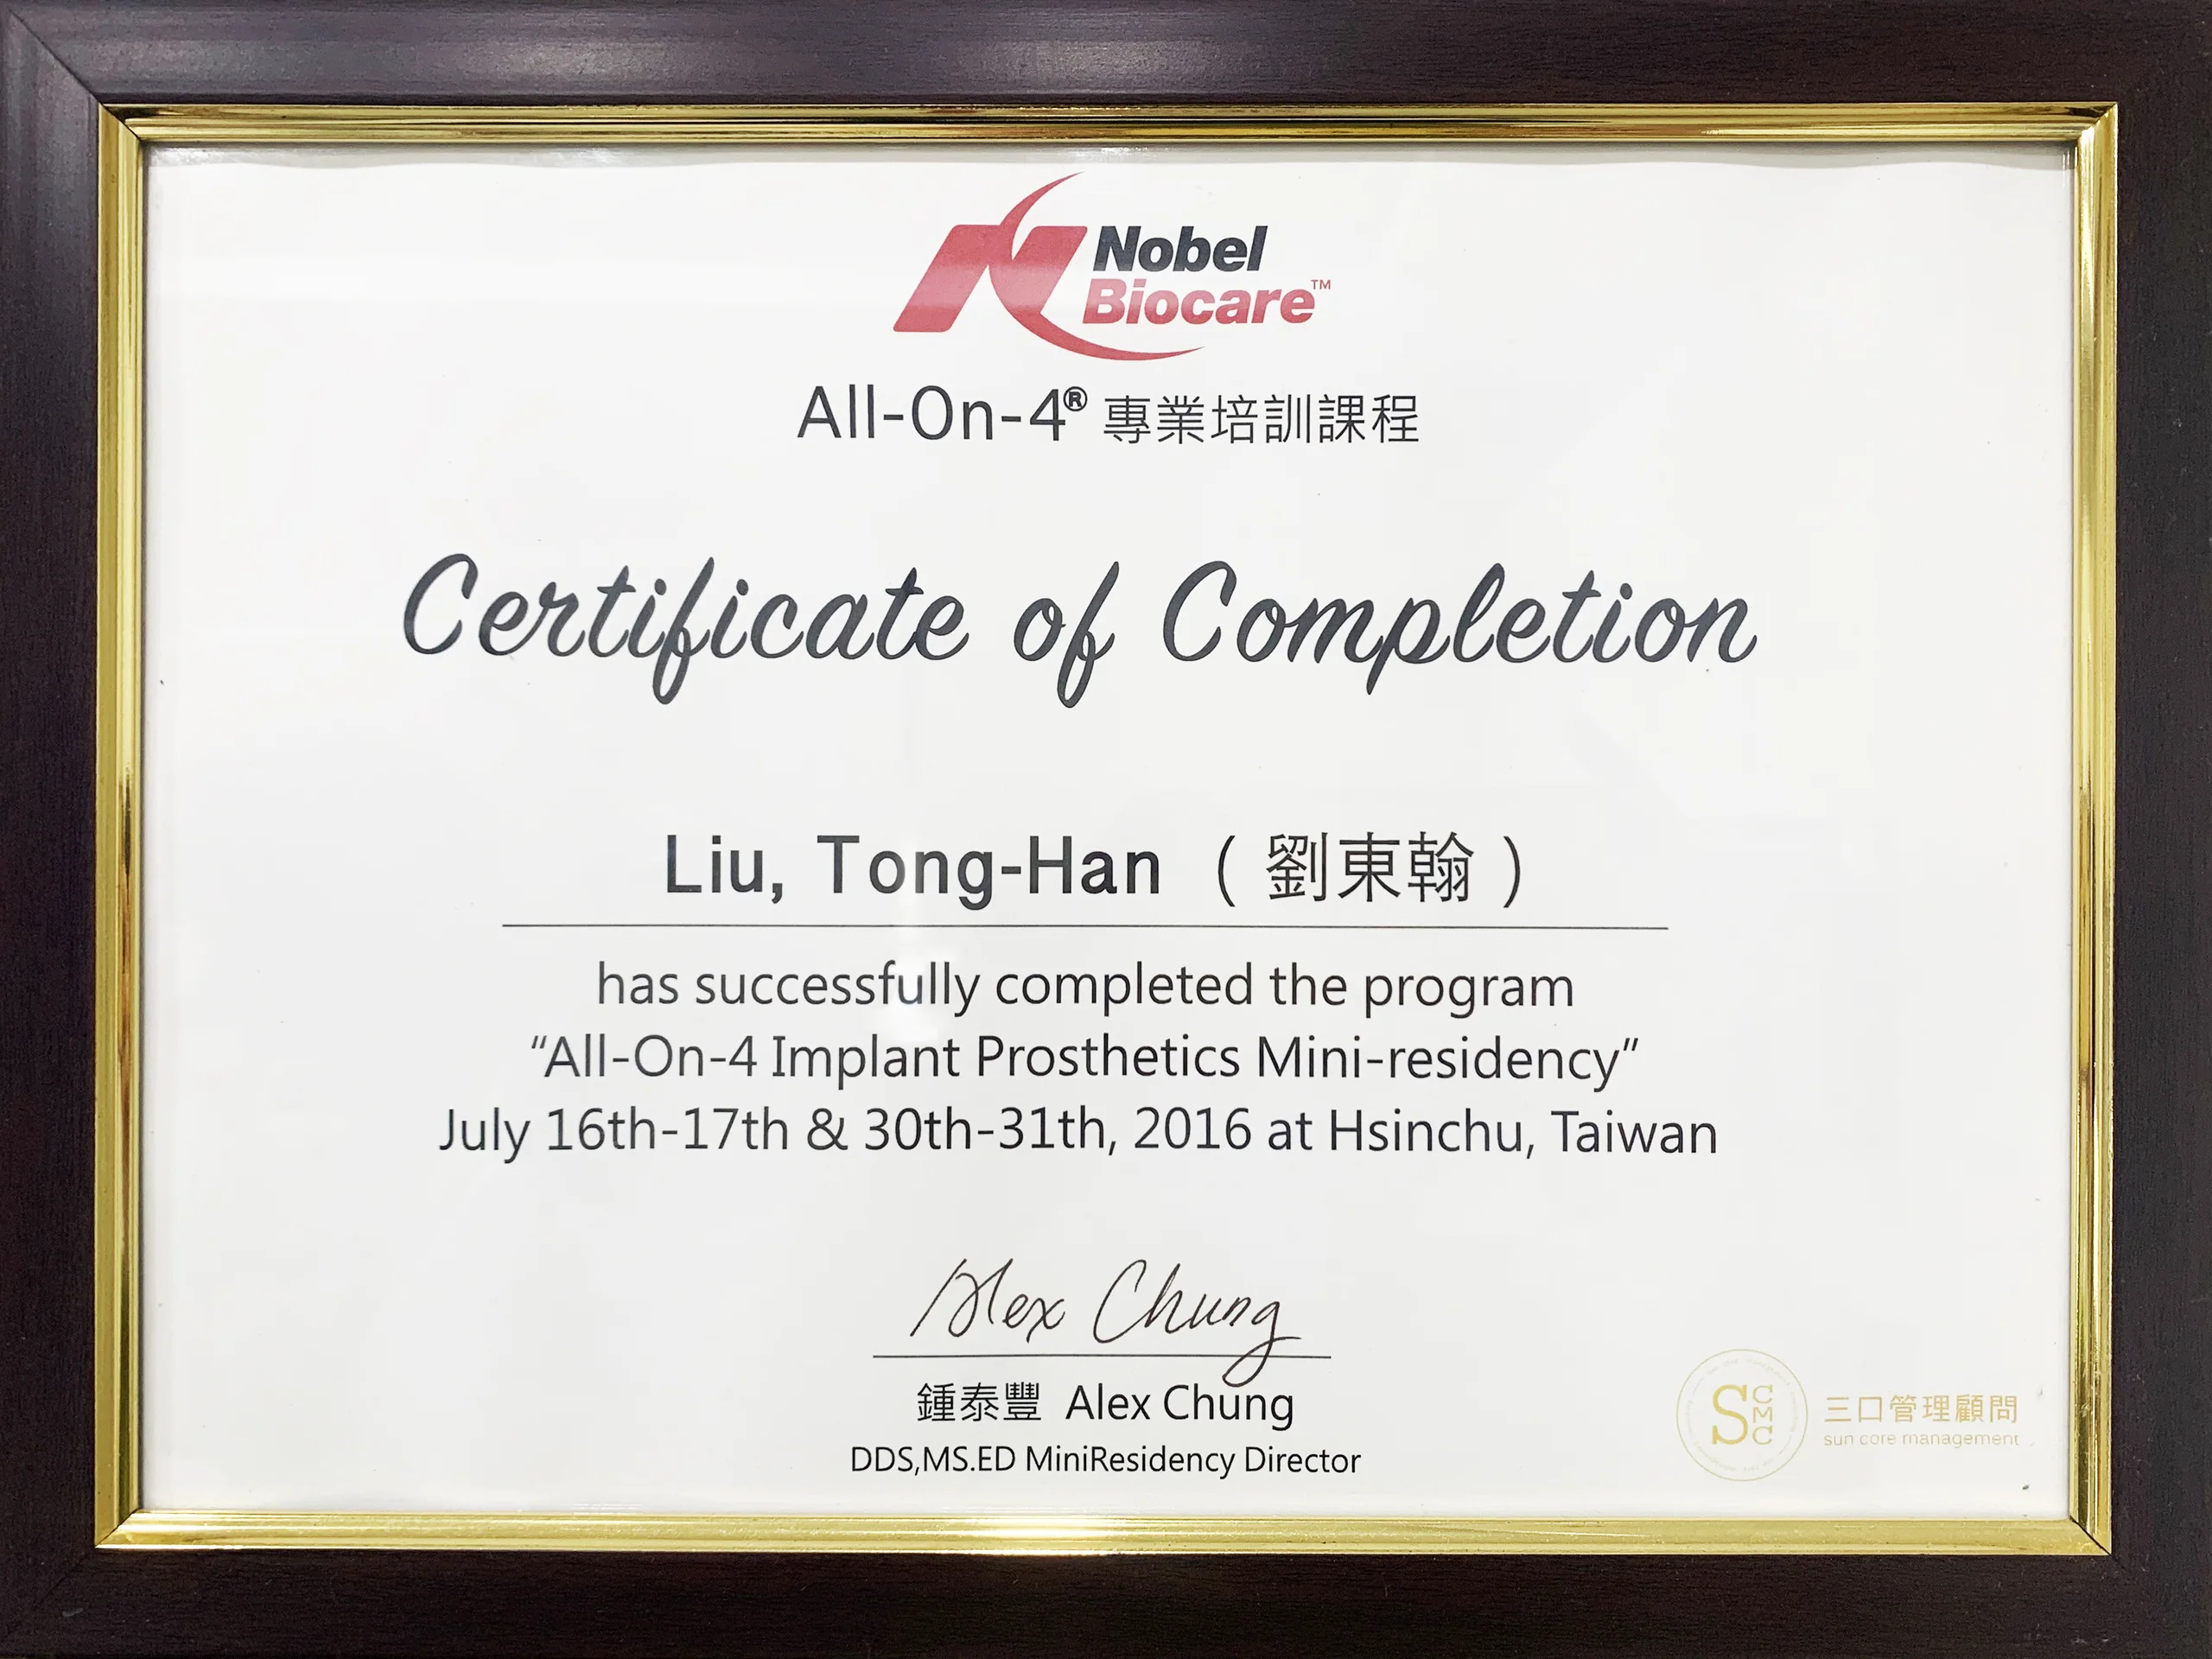 Nobel
Biocare™
All-On-4® 專業培訓課程
Certificate of Completion
Liu, Tong-Han (劉東翰)
has successfully completed the program
“All-On-4 Implant Prosthetics Mini-residency”
July 16th-17th & 30th-31th, 2016 at Hsinchu, Taiwan
Alex Chung
鍾泰豐 Alex Chung
DDS,MS.ED MiniResidency Director
SCMC
三口管理顧問
sun core management